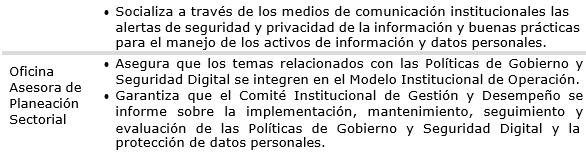 • Socializa a través de los medios de comunicación institucionales las
alertas de seguridad y privacidad de la información y buenas prácticas
para el manejo de los activos de información y datos personales.
Oficina
Asesora de
Planeación
Sectorial
• Asegura que los temas relacionados con las Políticas de Gobierno y
Seguridad Digital se integren en el Modelo Institucional de Operación.
• Garantiza que el Comité Institucional de Gestión y Desempeño se
informe sobre la implementación, mantenimiento, seguimiento y
evaluación de las Políticas de Gobierno y Seguridad Digital y la
protección de datos personales.